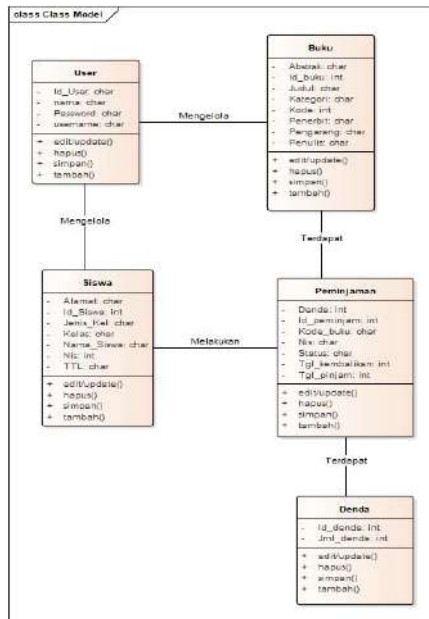 class Class Model
User
- Id_User: char
- nama: char
- Password: char
- username: char
+ edit/update()
+ hapus()
+ simpan()
+ tambah()
Mengelola
Buku
- Abstrak: char
- Id_buku: int
- Judul: char
- Kategori: char
- Kode: int
- Penerbit: char
- Pengarang: char
- Penulis: char
+ edit/update()
+ hapus()
+ simpan()
+ tambah()
Mengelola
Terdapat
Siswa
- Alamat: char
- Id_Siswa: int
- Jenis_Kel: char
- Kelas: char
- Nama_Siswa: char
- Nis: int
- TTL: char
+ edit/update()
+ hapus()
+ simpan()
+ tambah()
Melakukan
Peminjaman
- Denda: int
- Id_peminjam: int
- Kode_buku: char
- Nis: char
- Status: char
- Tgl_kembalikan: int
- Tgl_pinjam: int
+ edit/update()
+ hapus()
+ simpan()
+ tambah()
Terdapat
Denda
- Id_denda: int
- Jml_denda: int
+ edit/update()
+ hapus()
+ simpan()
+ tambah()